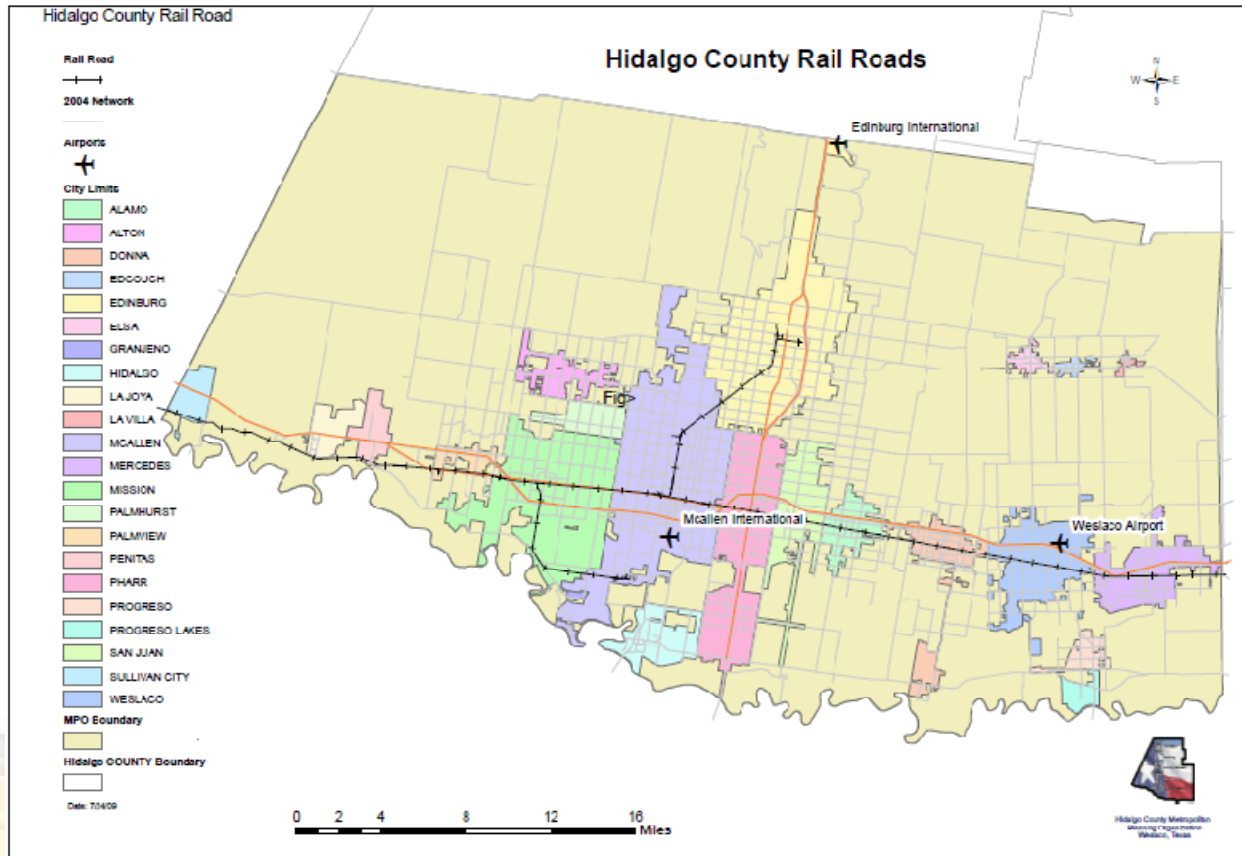 Hidalgo County Rail Road
Hidalgo County Rail Roads
N
W E
S
Rail Road
2004 Network
Airports
City Limits
ALAMO
ALTON
DONNA
EDCOUCH
EDINBURG
ELSA
GRANJENO
HIDALGO
LA JOYA
LA VILLA
MCALLEN
MERCEDES
MISSION
PALMHURST
PALMVIEW
PENITAS
PHARR
PROGRESO
PROGRESO LAKES
SAN JUAN
SULLIVAN CITY
WESLACO
MPO Boundary
Hidalgo COUNTY Boundary
Date: 7/14/09
Edinburg International
Fig>
Mcallen International
Weslaco Airport
0 2 4 8 12 16
Miles
Hidalgo County Metropolitan
Planning Organization
Weslaco, Texas